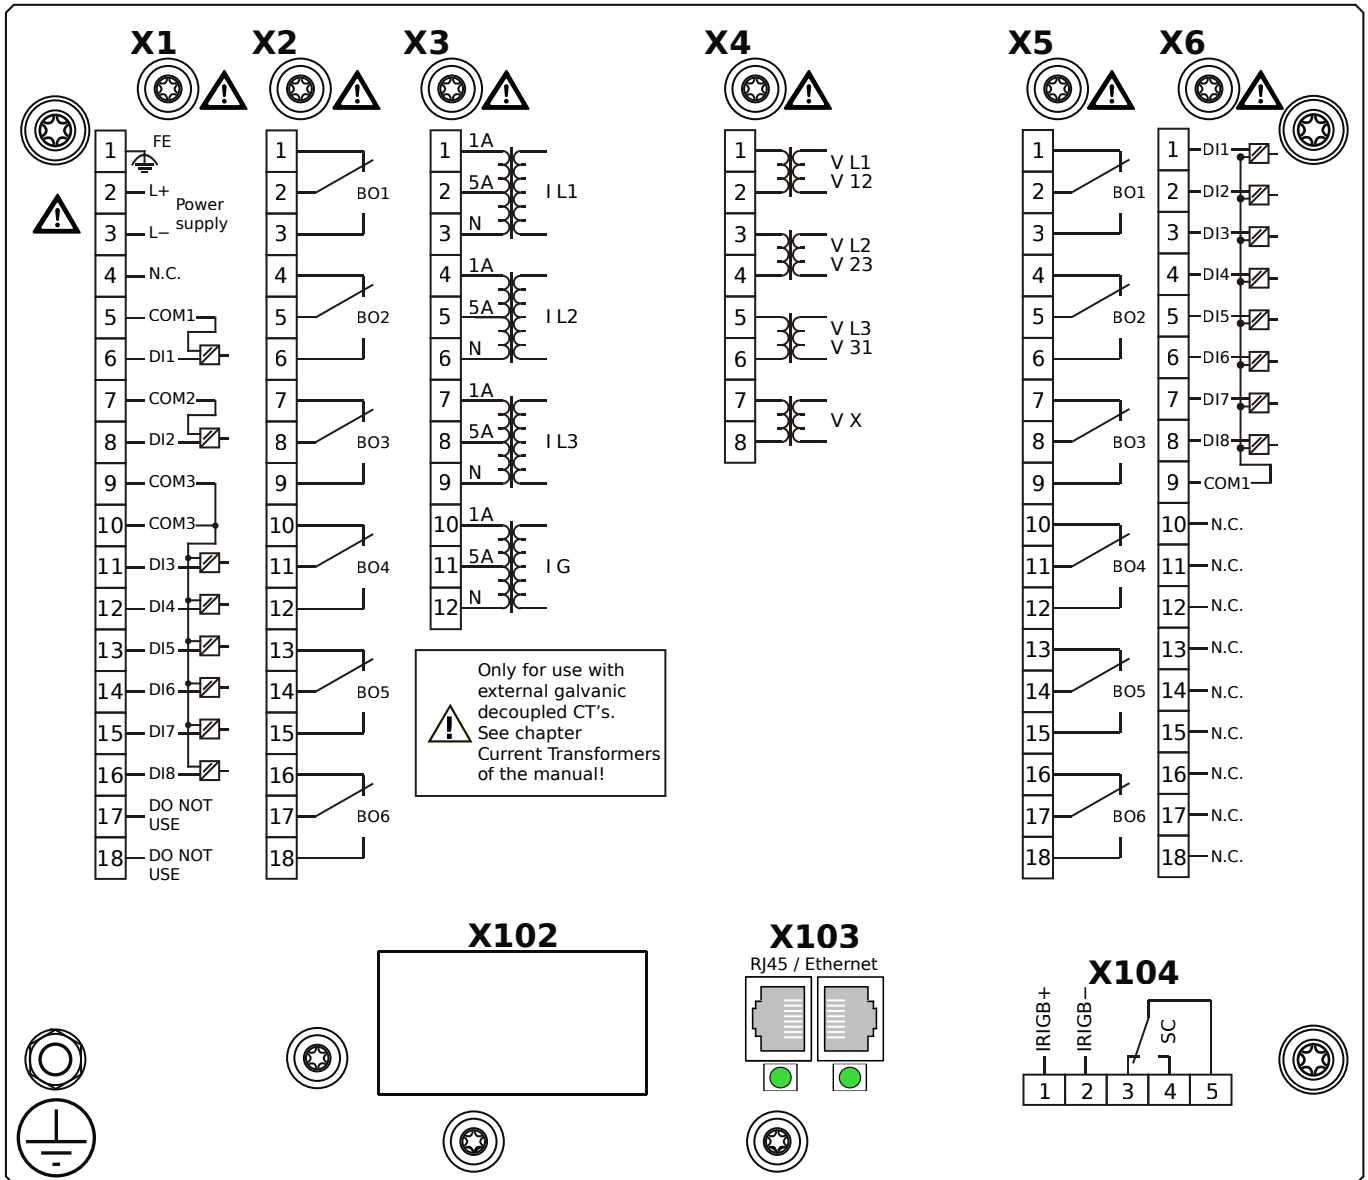 X1
X2
X3
X4
X5
X6
1 FE
2 L+
Power
supply
3 L−
4 N.C.
5 COM1
6 DI1
7 COM2
8 DI2
9 COM3
10 COM3
11 DI3
12 DI4
13 DI5
14 DI6
15 DI7
16 DI8
17 DO NOT
USE
18 DO NOT
USE
1
2 BO1
3
4
5 BO2
6
7
8 BO3
9
10
11 BO4
12
13
14 BO5
15
16
17 BO6
18
1 1A
2 5A I L1
3 N
4 1A
5 5A I L2
6 N
7 1A
8 5A I L3
9 N
10 1A
11 5A I G
12 N
Only for use with
external galvanic
decoupled CT's.
See chapter
Current Transformers
of the manual!
1 V L1
2 V 12
3 V L2
4 V 23
5 V L3
6 V 31
7 V X
8
1
2 BO1
3
4
5 BO2
6
7
8 BO3
9
10
11 BO4
12
13
14 BO5
15
16
17 BO6
18
1 DI1
2 DI2
3 DI3
4 DI4
5 DI5
6 DI6
7 DI7
8 DI8
9 COM1
10 N.C.
11 N.C.
12 N.C.
13 N.C.
14 N.C.
15 N.C.
16 N.C.
17 N.C.
18 N.C.
X102
X103
RJ45 / Ethernet
X104
IRIGB+
IRIGB−
SC
1 2 3 4 5